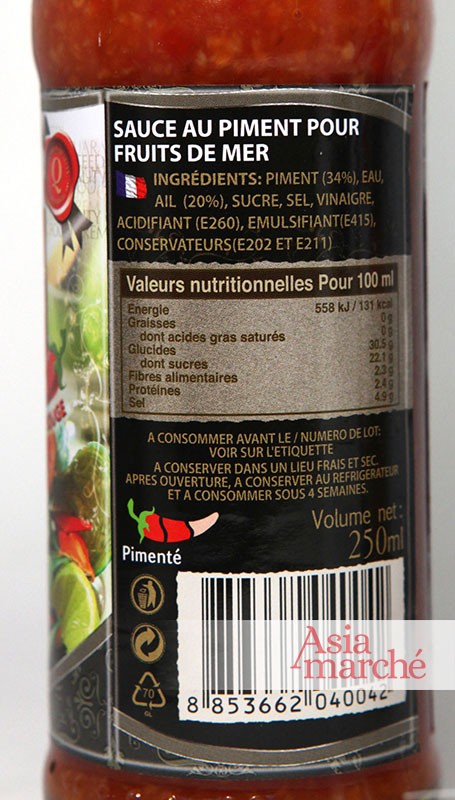 SAUCE AU PIMENT POUR
FRUITS DE MER
INGRÉDIENTS: PIMENT (34%), EAU,
AIL (20%), SUCRE, SEL, VINAIGRE,
ACIDIFIANT (E260), EMULSIFIANT(E415),
CONSERVATEURS(E202 ET E211)
Valeurs nutritionnelles Pour 100 ml
Energie 558 kJ / 131 kcal
Graisses 0 g
dont acides gras saturés 0 g
Glucides 30.5 g
dont sucres 22.1 g
Fibres alimentaires 2.3 g
Protéines 2.4 g
Sel 4.9 g
A CONSOMMER AVANT LE / NUMERO DE LOT:
VOIR SUR L'ETIQUETTE
A CONSERVER DANS UN LIEU FRAIS ET SEC.
APRES OUVERTURE, A CONSERVER AU REFRIGERATEUR
ET A CONSOMMER SOUS 4 SEMAINES.
Volume net:
250ml
Pimenté
70
GL
8 853662 040042
Asia
marché